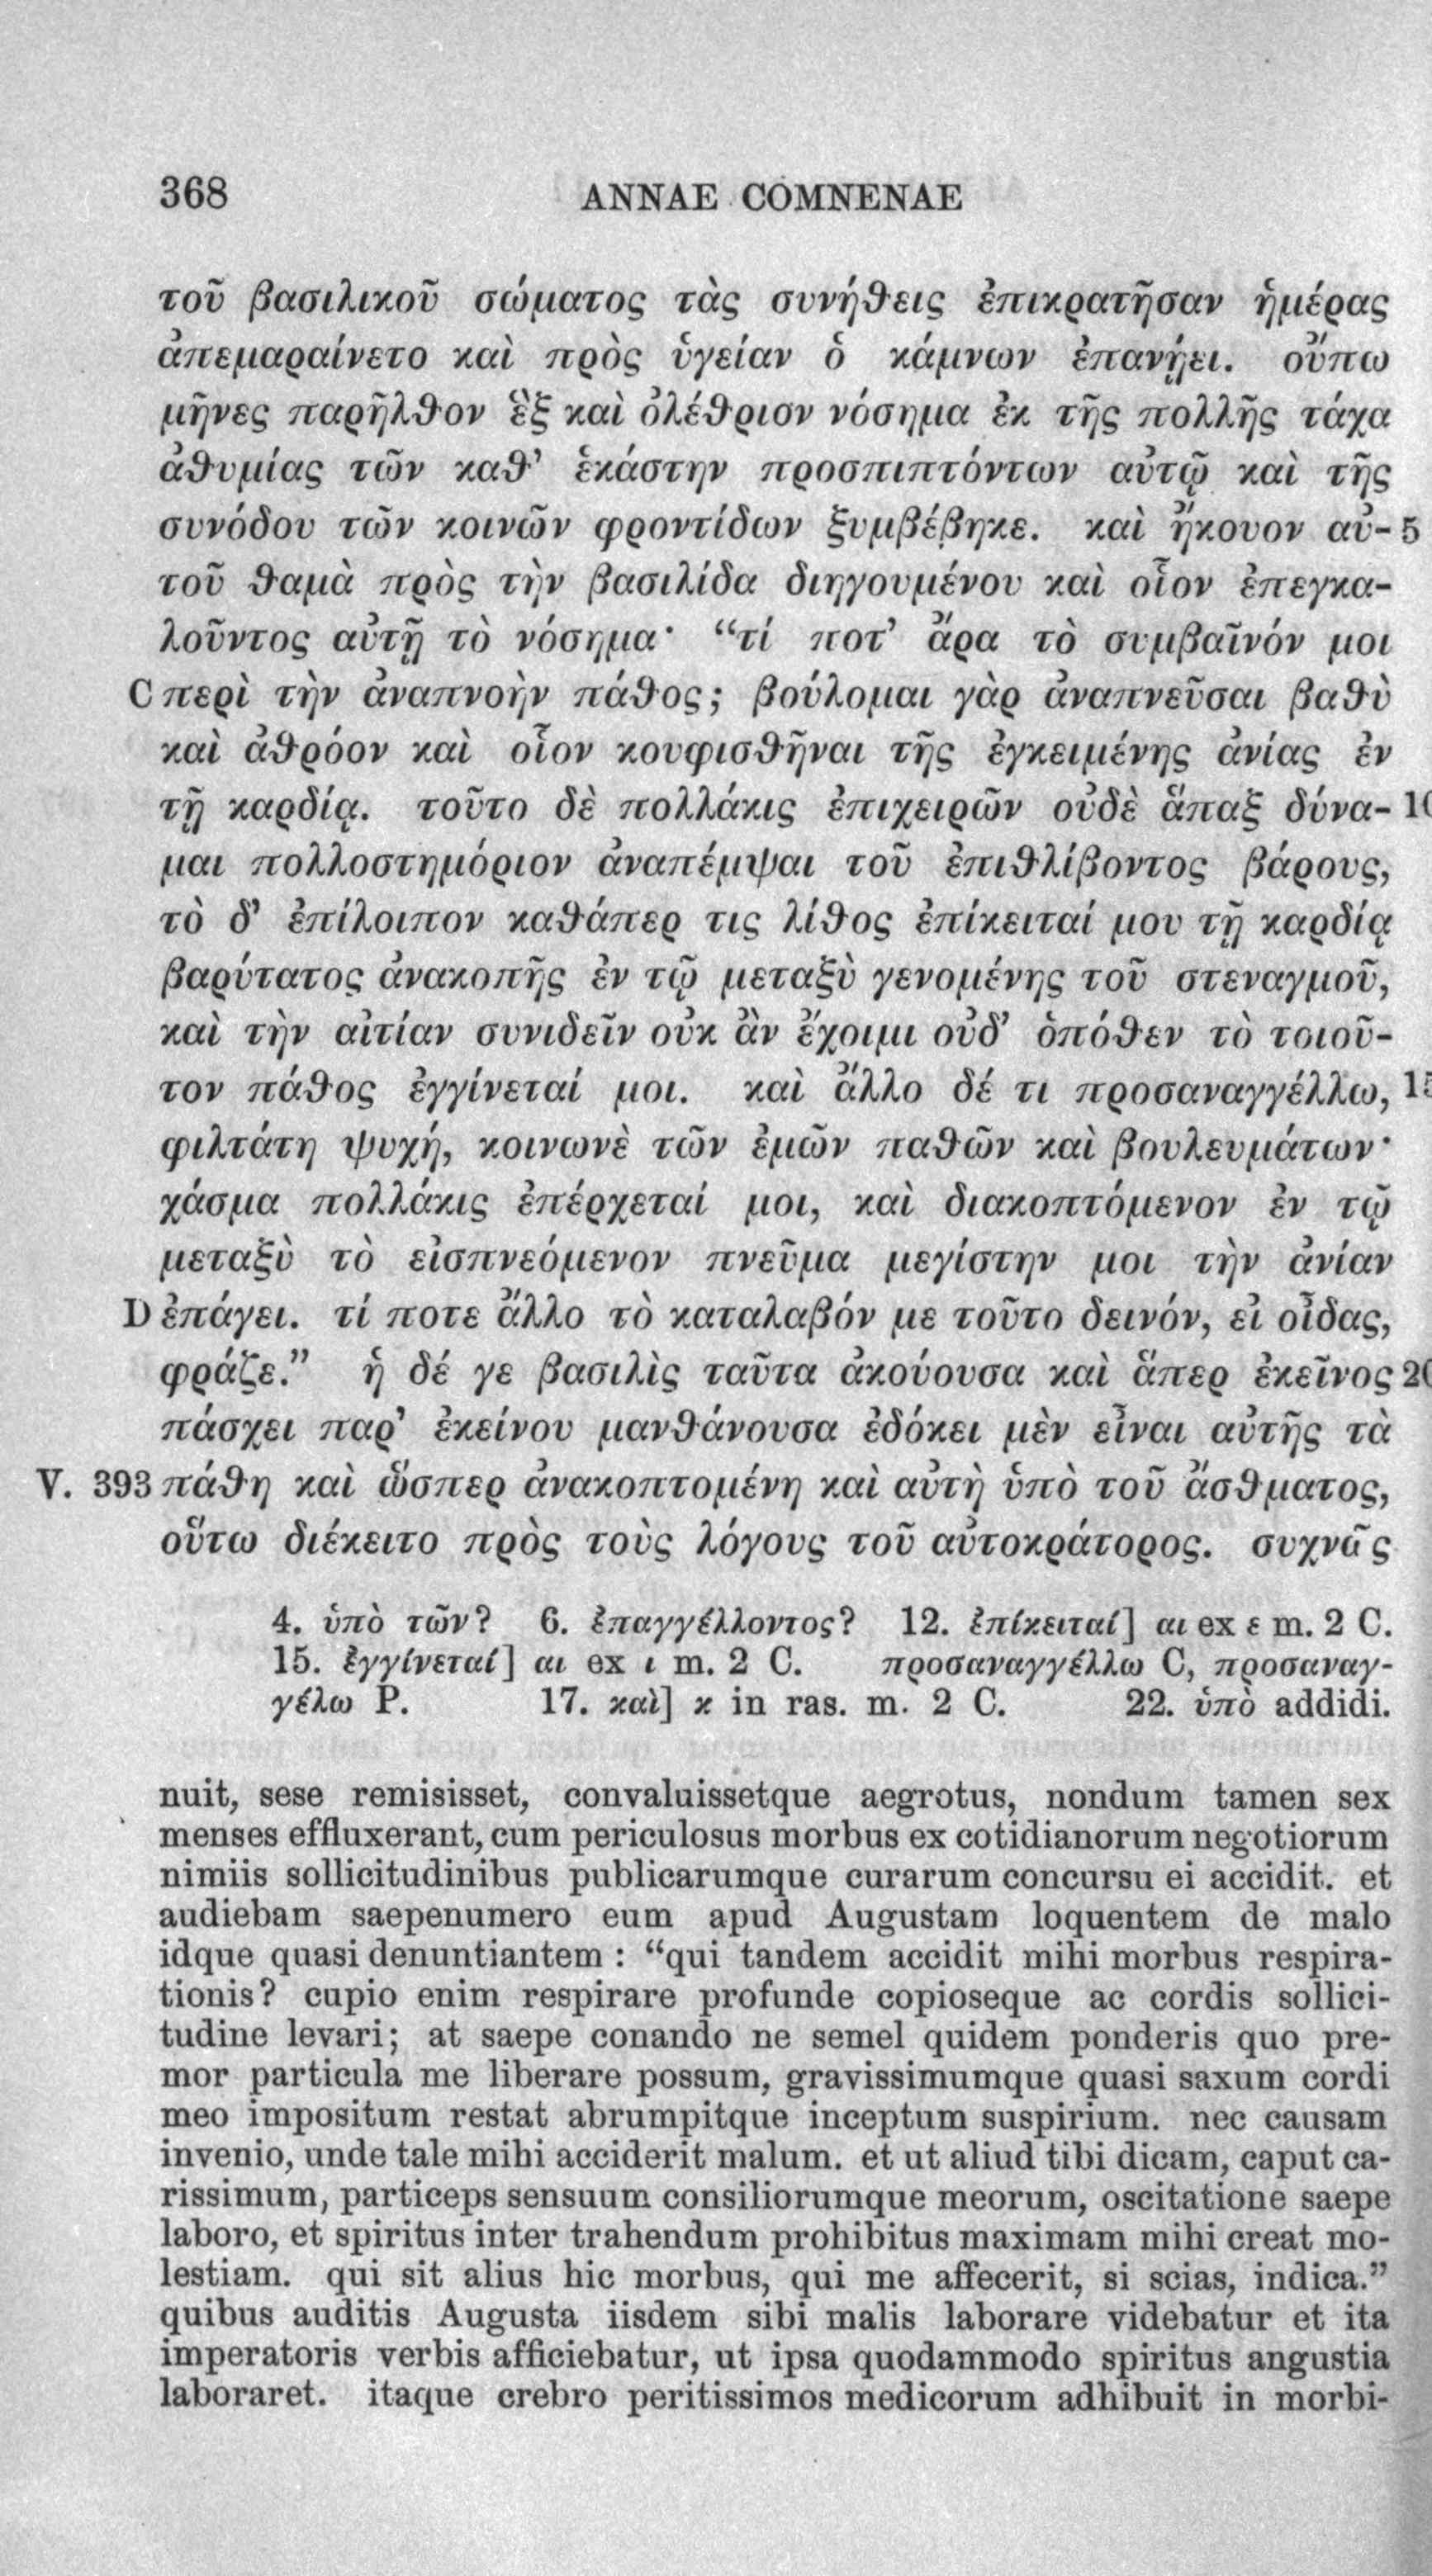 368 ANNAE COMNENAE
τοῦ βασιλικοῦ σώματος τὰς συνήθεις ἐπικρατῆσαν ἡμέρας
ἀπεμαραίνετο καὶ πρὸς ὑγείαν ὁ κάμνων ἐπανῄει. οὔπω
μῆνες παρῆλθον ἓξ καὶ ὀλέθριον νόσημα ἐκ τῆς πολλῆς τάχα
ἀθυμίας τῶν καθ' ἑκάστην προσπιπτόντων αὐτῷ καὶ τῆς
συνόδου τῶν κοινῶν φροντίδων ξυμβέβηκε. καὶ ἤκουον αὐ- 5
τοῦ θαμὰ πρὸς τὴν βασιλίδα διηγουμένου καὶ οἷον ἐπεγκα-
λοῦντος αὐτῇ τὸ νόσημα· “τί ποτ' ἄρα τὸ συμβαῖνόν μοι
C περὶ τὴν ἀναπνοὴν πάθος; βούλομαι γὰρ ἀναπνεῦσαι βαθὺ
καὶ ἀθρόον καὶ οἷον κουφισθῆναι τῆς ἐγκειμένης ἀνίας ἐν
τῇ καρδίᾳ. τοῦτο δὲ πολλάκις ἐπιχειρῶν οὐδὲ ἅπαξ δύνα- 10
μαι πολλοστημόριον ἀναπέμψαι τοῦ ἐπιθλίβοντος βάρους,
τὸ δ' ἐπίλοιπον καθάπερ τις λίθος ἐπίκειταί μου τῇ καρδίᾳ
βαρύτατος ἀνακοπῆς ἐν τῷ μεταξὺ γενομένης τοῦ στεναγμοῦ,
καὶ τὴν αἰτίαν συνιδεῖν οὐκ ἂν ἔχοιμι οὐδ' ὁπόθεν τὸ τοιοῦ-
τον πάθος ἐγγίνεταί μοι. καὶ ἄλλο δέ τι προσαναγγέλλω, 15
φιλτάτη ψυχή, κοινωνὲ τῶν ἐμῶν παθῶν καὶ βουλευμάτων·
χάσμα πολλάκις ἐπέρχεταί μοι, καὶ διακοπτόμενον ἐν τῷ
μεταξὺ τὸ εἰσπνεόμενον πνεῦμα μεγίστην μοι τὴν ἀνίαν
D ἐπάγει. τί ποτε ἄλλο τὸ καταλαβόν με τοῦτο δεινόν, εἰ οἶδας,
φράζε.” ἡ δέ γε βασιλὶς ταῦτα ἀκούουσα καὶ ἅπερ ἐκεῖνος 20
πάσχει παρ' ἐκείνου μανθάνουσα ἐδόκει μὲν εἶναι αὐτῆς τὰ
V. 393 πάθη καὶ ὥσπερ ἀνακοπτομένη καὶ αὐτὴ ὑπὸ τοῦ ἄσθματος,
οὕτω διέκειτο πρὸς τοὺς λόγους τοῦ αὐτοκράτορος. συχνᾶς
4. ὑπὸ τῶν? 6. ἐπαγγέλλοντος? 12. ἐπίκειταί] αι ex ε m. 2 C.
15. ἐγγίνεταί] αι ex ι m. 2 C. προσαναγγέλλω C, προσαναγ-
γέλω P. 17. καὶ] κ in ras. m. 2 C. 22. ὑπὸ addidi.
nuit, sese remisisset, convaluissetque aegrotus, nondum tamen sex
menses effluxerant, cum periculosus morbus ex cotidianorum negotiorum
nimiis sollicitudinibus publicarumque curarum concursu ei accidit. et
audiebam saepenumero eum apud Augustam loquentem de malo
idque quasi denuntiantem : “qui tandem accidit mihi morbus respira-
tionis? cupio enim respirare profunde copioseque ac cordis sollici-
tudine levari; at saepe conando ne semel quidem ponderis quo pre-
mor particula me liberare possum, gravissimumque quasi saxum cordi
meo impositum restat abrumpitque inceptum suspirium. nec causam
invenio, unde tale mihi acciderit malum. et ut aliud tibi dicam, caput ca-
rissimum, particeps sensuum consiliorumque meorum, oscitatione saepe
laboro, et spiritus inter trahendum prohibitus maximam mihi creat mo-
lestiam. qui sit alius hic morbus, qui me affecerit, si scias, indica.”
quibus auditis Augusta iisdem sibi malis laborare videbatur et ita
imperatoris verbis afficiebatur, ut ipsa quodammodo spiritus angustia
laboraret. itaque crebro peritissimos medicorum adhibuit in morbi-